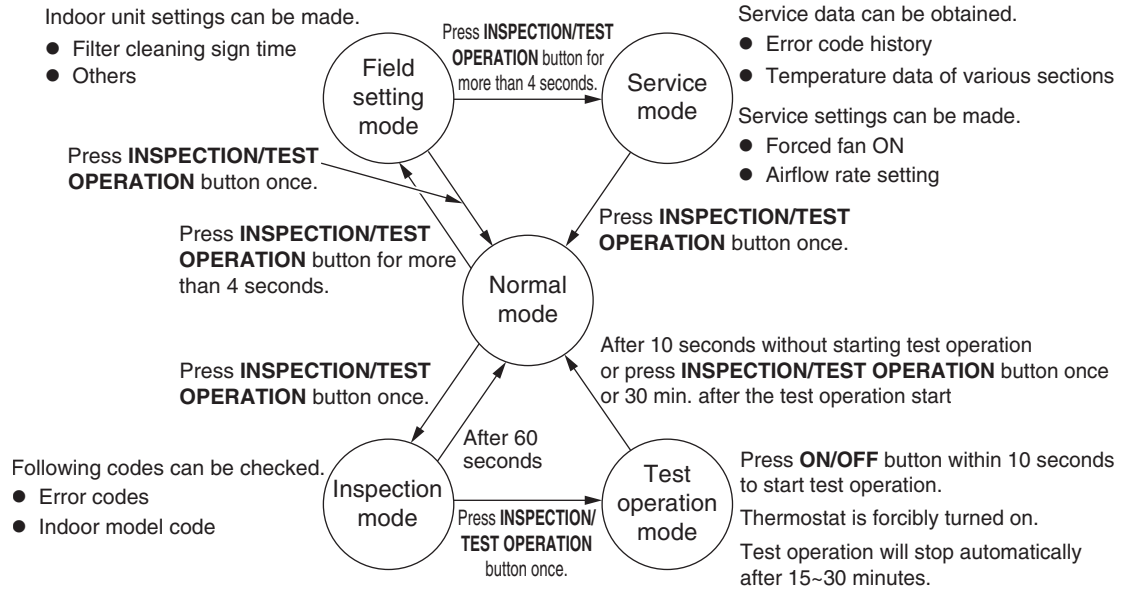 Indoor unit settings can be made.
● Filter cleaning sign time
● Others
Field
setting
mode
Press INSPECTION/TEST
OPERATION button for
more than 4 seconds.
Service
mode
Service data can be obtained.
● Error code history
● Temperature data of various sections
Service settings can be made.
● Forced fan ON
● Airflow rate setting
Press INSPECTION/TEST
OPERATION button once.
Press INSPECTION/TEST
OPERATION button for more
than 4 seconds.
Press INSPECTION/TEST
OPERATION button once.
Normal
mode
Press INSPECTION/TEST
OPERATION button once.
After 10 seconds without starting test operation
or press INSPECTION/TEST OPERATION button once
or 30 min. after the test operation start
After 60
seconds
Following codes can be checked.
● Error codes
● Indoor model code
Inspection
mode
Press INSPECTION/
TEST OPERATION
button once.
Test
operation
mode
Press ON/OFF button within 10 seconds
to start test operation.
Thermostat is forcibly turned on.
Test operation will stop automatically
after 15~30 minutes.